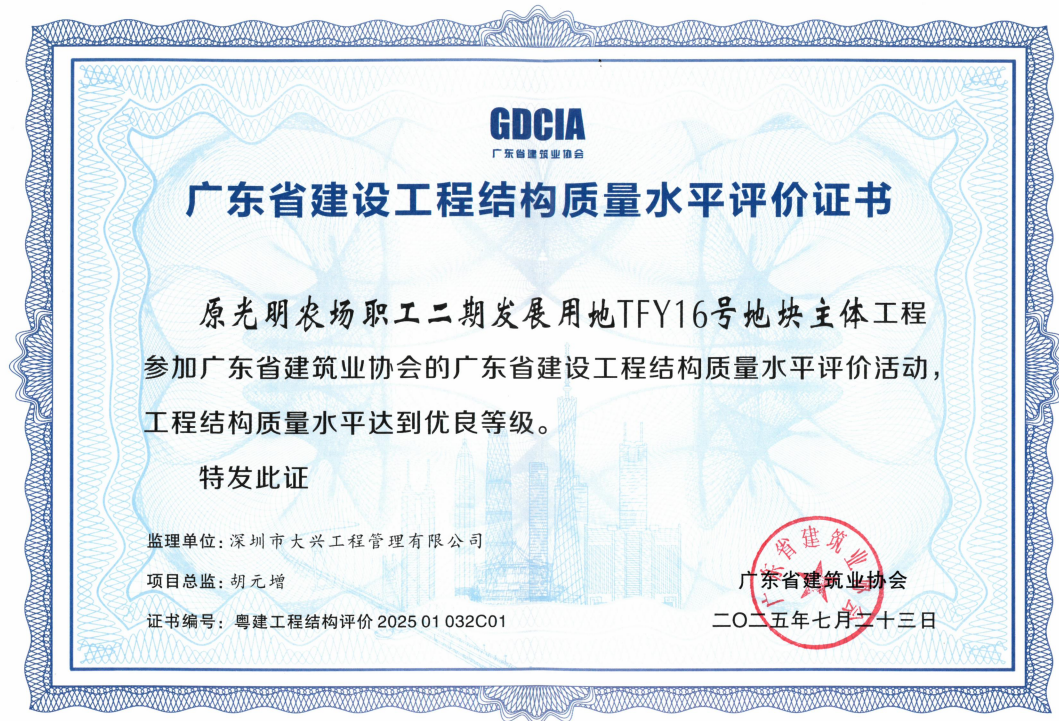 GDCIA
广东省建筑业协会
广东省建设工程结构质量水平评价证书
原光明农场职工二期发展用地TFY16号地块主体工程
参加广东省建筑业协会的广东省建设工程结构质量水平评价活动，
工程结构质量水平达到优良等级。
特发此证
监理单位：深圳市大兴工程管理有限公司
项目总监：胡元增
证书编号：粤建工程结构评价 2025 01 032C01
广东省建筑业协会
广东省建筑业协会
二〇二五年七月二十三日